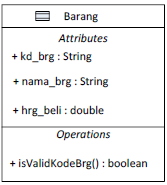 Barang
Attributes
+ kd_brg : String
+ nama_brg : String
+ hrg_beli : double
Operations
+ isValidKodeBrg() : boolean